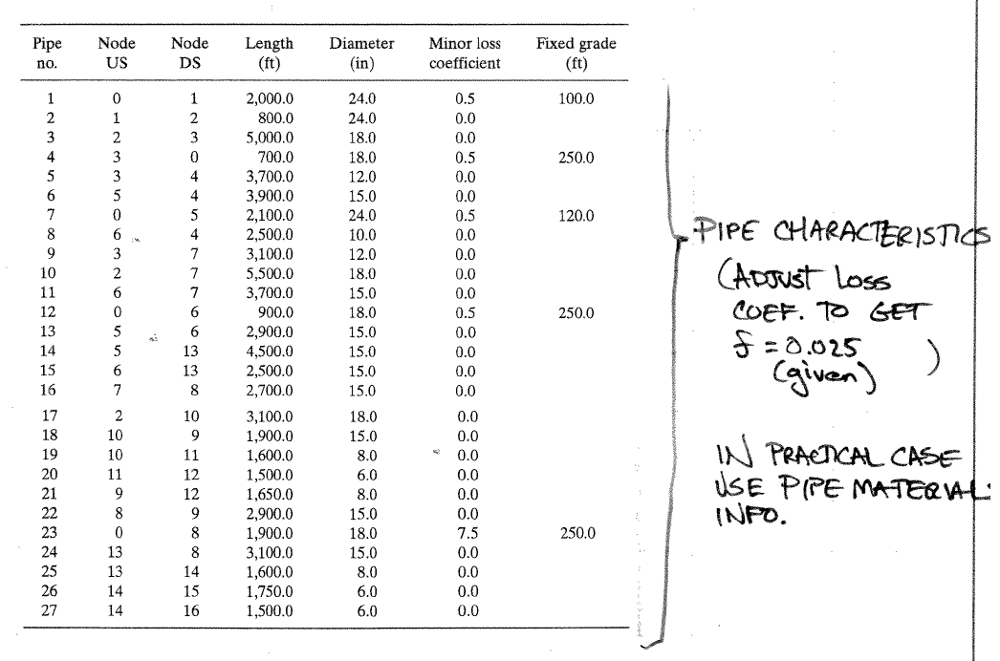 Pipe no. Node US Node DS Length (ft) Diameter (in) Minor loss coefficient Fixed grade (ft)
1 0 1 2,000.0 24.0 0.5 100.0
2 1 2 800.0 24.0 0.0
3 2 3 5,000.0 18.0 0.0
4 3 0 700.0 18.0 0.5 250.0
5 3 4 3,700.0 12.0 0.0
6 5 4 3,900.0 15.0 0.0
7 0 5 2,100.0 24.0 0.5 120.0
8 6 4 2,500.0 10.0 0.0
9 3 7 3,100.0 12.0 0.0
10 2 7 5,500.0 18.0 0.0
11 6 7 3,700.0 15.0 0.0
12 0 6 900.0 18.0 0.5 250.0
13 5 6 2,900.0 15.0 0.0
14 5 13 4,500.0 15.0 0.0
15 6 13 2,500.0 15.0 0.0
16 7 8 2,700.0 15.0 0.0
17 2 10 3,100.0 18.0 0.0
18 10 9 1,900.0 15.0 0.0
19 10 11 1,600.0 8.0 0.0
20 11 12 1,500.0 6.0 0.0
21 9 12 1,650.0 8.0 0.0
22 8 9 2,900.0 15.0 0.0
23 0 8 1,900.0 18.0 7.5 250.0
24 13 8 3,100.0 15.0 0.0
25 13 14 1,600.0 8.0 0.0
26 14 15 1,750.0 6.0 0.0
27 14 16 1,500.0 6.0 0.0
PIPE CHARACTERISTICS
(ADJUST LOSS
COEF. TO GET
f = 0.025 )
(given)
IN PRACTICAL CASE
USE PIPE MATERIAL
INFO.